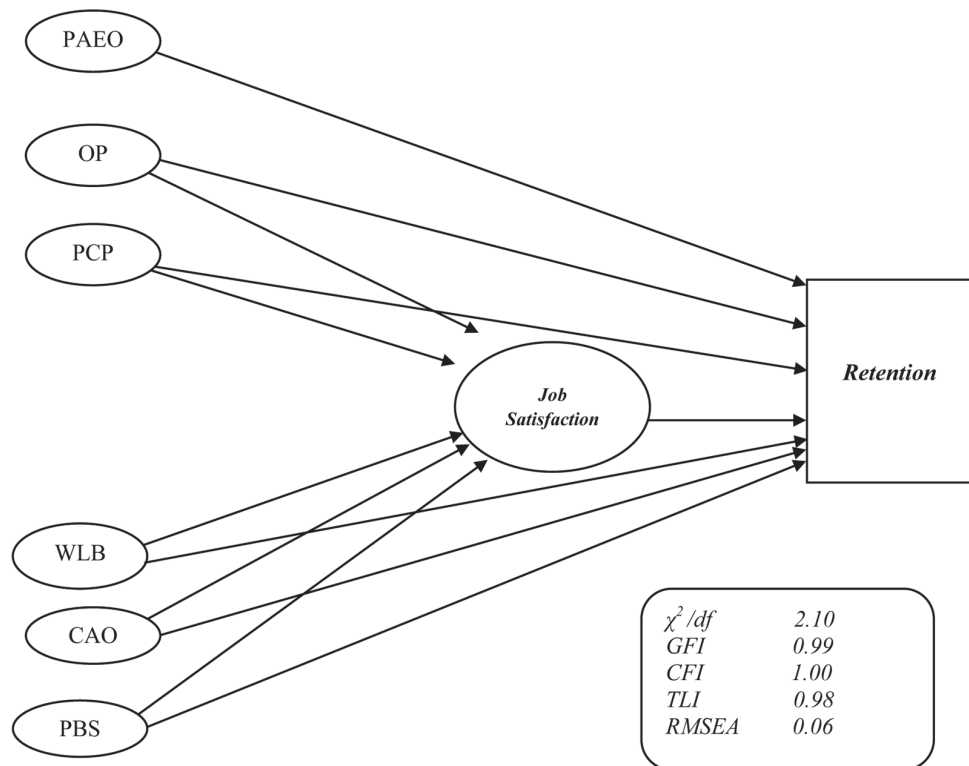 PAEO
OP
PCP
Retention
Job
Satisfaction
WLB
CAO
PBS
χ²/df 2.10
GFI 0.99
CFI 1.00
TLI 0.98
RMSEA 0.06